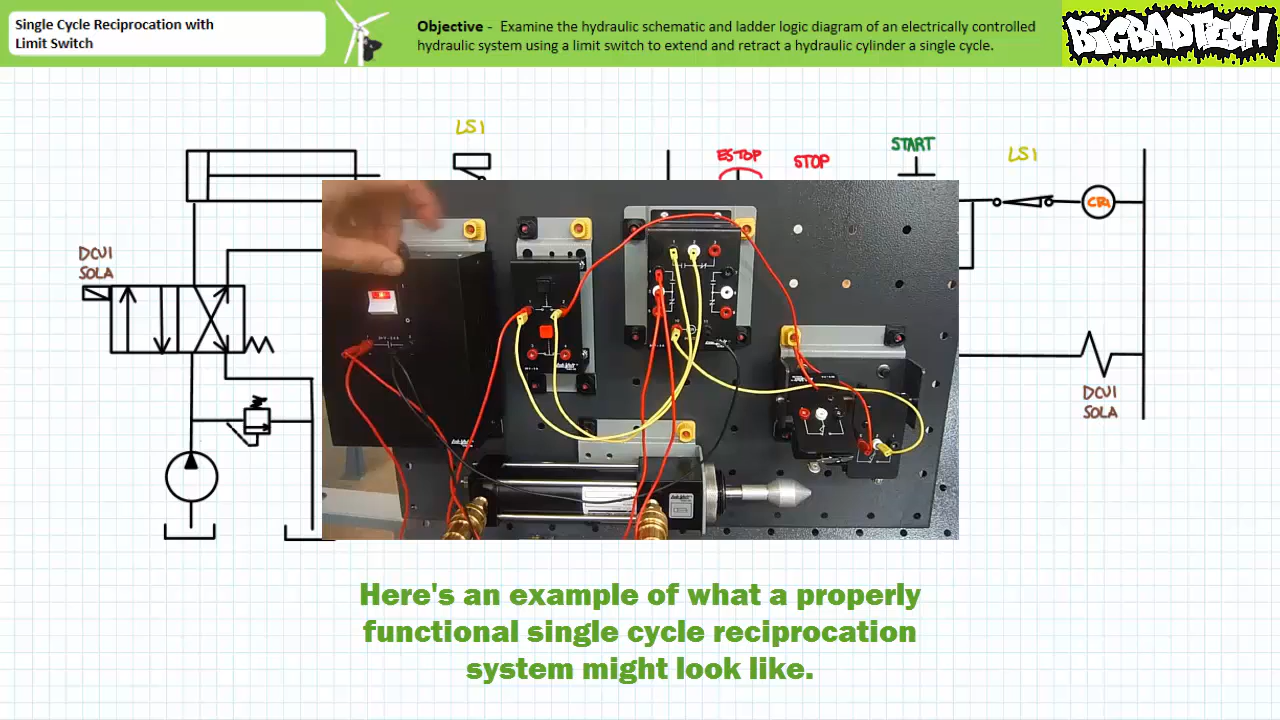 Single Cycle Reciprocation with
Limit Switch
Objective - Examine the hydraulic schematic and ladder logic diagram of an electrically controlled
hydraulic system using a limit switch to extend and retract a hydraulic cylinder a single cycle.
BIGBADTECH
LS1
ESTOP
STOP
START
LS1
CR1
DCV1
SOLA
DCV1
SOLA
Here's an example of what a properly
functional single cycle reciprocation
system might look like.